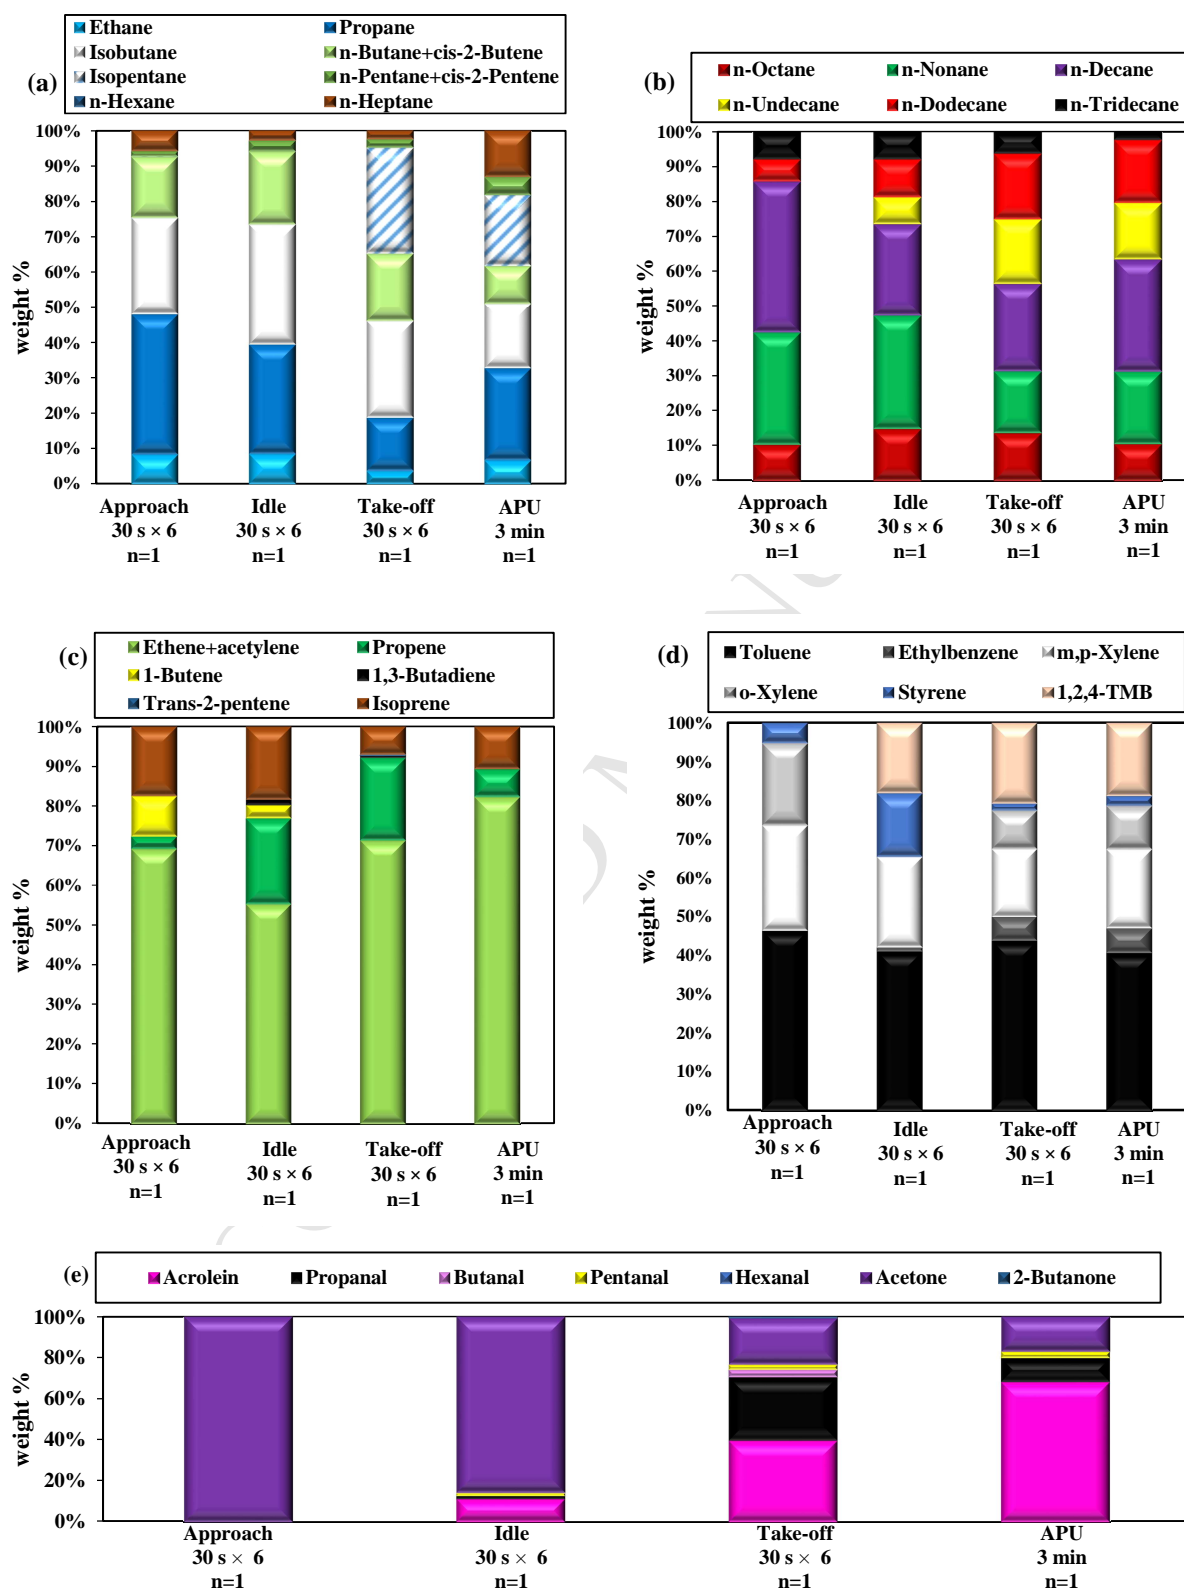 Ethane Propane
Isobutane n-Butane+cis-2-Butene
Isopentane n-Pentane+cis-2-Pentene
n-Hexane n-Heptane
(a)
100%
90%
80%
70%
60%
50%
40%
30%
20%
10%
0%
weight %
Approach Idle Take-off APU
30 s × 6 30 s × 6 30 s × 6 3 min
n=1 n=1 n=1 n=1
(b)
n-Octane n-Nonane n-Decane
n-Undecane n-Dodecane n-Tridecane
100%
90%
80%
70%
60%
50%
40%
30%
20%
10%
0%
weight %
Approach Idle Take-off APU
30 s × 6 30 s × 6 30 s × 6 3 min
n=1 n=1 n=1 n=1
(c)
Ethene+acetylene Propene
1-Butene 1,3-Butadiene
Trans-2-pentene Isoprene
100%
90%
80%
70%
60%
50%
40%
30%
20%
10%
0%
weight %
Approach Idle Take-off APU
30 s × 6 30 s × 6 30 s × 6 3 min
n=1 n=1 n=1 n=1
(d)
Toluene Ethylbenzene m,p-Xylene
o-Xylene Styrene 1,2,4-TMB
100%
90%
80%
70%
60%
50%
40%
30%
20%
10%
0%
weight %
Approach Idle Take-off APU
30 s × 6 30 s × 6 30 s × 6 3 min
n=1 n=1 n=1 n=1
(e)
Acrolein Propanal Butanal Pentanal Hexanal Acetone 2-Butanone
100%
80%
60%
40%
20%
0%
weight %
Approach Idle Take-off APU
30 s × 6 30 s × 6 30 s × 6 3 min
n=1 n=1 n=1 n=1